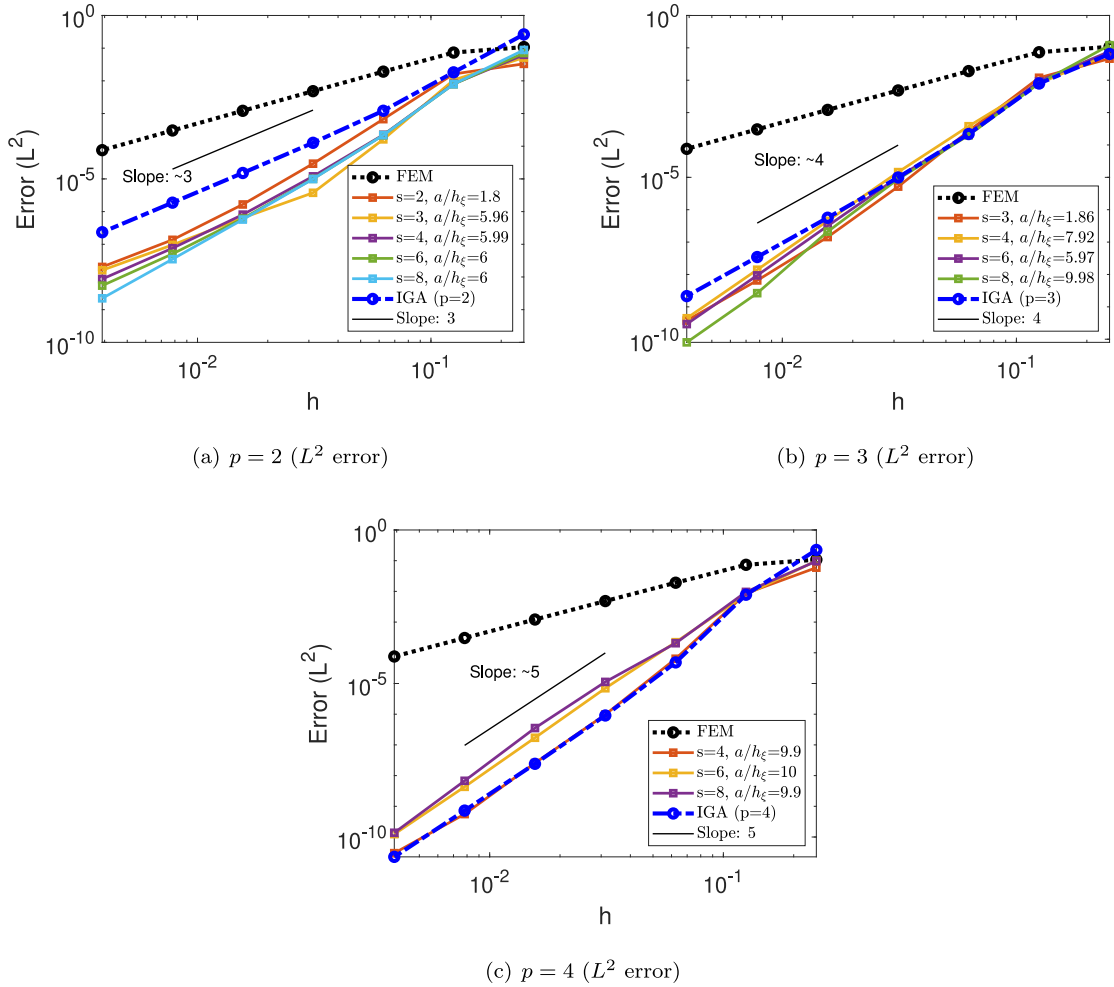 10^0
10^-5
10^-10
Error (L^2)
Slope: ~3
FEM
s=2, a/h_ξ=1.8
s=3, a/h_ξ=5.96
s=4, a/h_ξ=5.99
s=6, a/h_ξ=6
s=8, a/h_ξ=6
IGA (p=2)
Slope: 3
10^-2
10^-1
h
(a) p = 2 (L^2 error)
10^0
10^-5
10^-10
Error (L^2)
Slope: ~4
FEM
s=3, a/h_ξ=1.86
s=4, a/h_ξ=7.92
s=6, a/h_ξ=5.97
s=8, a/h_ξ=9.98
IGA (p=3)
Slope: 4
10^-2
10^-1
h
(b) p = 3 (L^2 error)
10^0
10^-5
10^-10
Error (L^2)
Slope: ~5
FEM
s=4, a/h_ξ=9.9
s=6, a/h_ξ=10
s=8, a/h_ξ=9.9
IGA (p=4)
Slope: 5
10^-2
10^-1
h
(c) p = 4 (L^2 error)